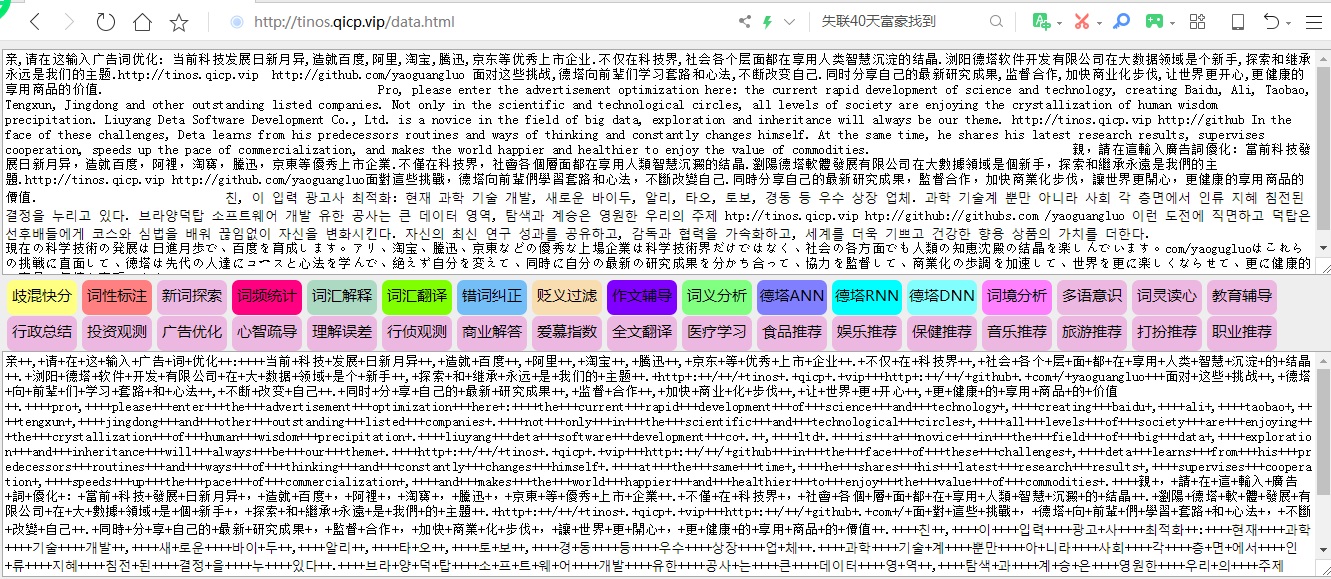 http://tinos.qicp.vip/data.html
失联40天富豪找到
亲,请在这输入广告词优化: 当前科技发展日新月异,造就百度,阿里,淘宝,腾迅,京东等优秀上市企业.不仅在科技界,社会各个层面都在享用人类智慧沉淀的结晶.浏阳德塔软件开发有限公司在大数据领域是个新手,探索和继承
永远是我们的主题.http://tinos.qicp.vip http://github.com/yaoguangluo 面对这些挑战,德塔向前辈们学习套路和心法,不断改变自己.同时分享自己的最新研究成果,监督合作,加快商业化步伐,让世界更开心,更健康的
享用商品的价值. Pro, please enter the advertisement optimization here: the current rapid development of science and technology, creating Baidu, Ali, Taobao,
Tengxun, Jingdong and other outstanding listed companies. Not only in the scientific and technological circles, all levels of society are enjoying the crystallization of human wisdom
precipitation. Liuyang Deta Software Development Co., Ltd. is a novice in the field of big data, exploration and inheritance will always be our theme. http://tinos.qicp.vip http://github In the
face of these challenges, Deta learns from his predecessors routines and ways of thinking and constantly changes himself. At the same time, he shares his latest research results, supervises
cooperation, speeds up the pace of commercialization, and makes the world happier and healthier to enjoy the value of commodities. 親, 請在這輸入廣告詞優化: 當前科技發
展日新月异, 造就百度, 阿裡, 淘寶, 騰迅, 京東等優秀上市企業.不僅在科技界, 社會各個層面都在享用人類智慧沉澱的結晶.瀏陽德塔軟體發展有限公司在大數據領域是個新手, 探索和繼承永遠是我們的主
題.http://tinos.qicp.vip http://github.com/yaoguangluo面對這些挑戰, 德塔向前輩們學習套路和心法, 不斷改變自己.同時分享自己的最新研究成果, 監督合作, 加快商業化步伐, 讓世界更開心, 更健康的享用商品的
價值. 친, 이 입력 광고사 최적화: 현재 과학 기술 개발, 새로운 바이두, 알리, 타오, 토보, 경동 등 우수 상장 업체. 과학 기술계 뿐만 아니라 사회 각 층면에서 인류 지혜 침전된
결정을 누리고 있다. 브라양덕탑 소프트웨어 개발 유한 공사는 큰 데이터 영역, 탐색과 계승은 영원한 우리의 주제 http://tinos.qicp.vip http://github:githubs.com /yaoguangluo 이런 도전에 직면하고 덕탑은
선후배들에게 코스와 심법을 배워 끊임없이 자신을 변화시킨다. 자신의 최신 연구 성과를 공유하고, 감독과 협력을 가속화하고, 세계를 더욱 기쁘고 건강한 향용 상품의 가치를 더한다.
現在の科学技術の発展は日進月歩で、百度を育成します。アリ、淘宝、騰迅、京東などの優秀な上場企業は科学技術界だけではなく、社会の各方面でも人類の知恵沈殿の結晶を楽しんでいます。com/yaogugluoはこれら
の挑戦に直面して、徳塔は先代の人達にコースと心法を学んで、絶えず自分を変えて、同時に自分の最新の研究成果を分かち合って、協力を監督して、商業化の歩調を加速して、世界を更に楽しくならせて、更に健康的
歧混快分 词性标注 新词探索 词频统计 词汇解释 词汇翻译 错词纠正 贬义过滤 作文辅导 词义分析 德塔ANN 德塔RNN 德塔DNN 词境分析 多语意识 词灵读心 教育辅导
行政总结 投资观测 广告优化 心智疏导 理解误差 行侦观测 商业解答 爱慕指数 全文翻译 医疗学习 食品推荐 娱乐推荐 保健推荐 音乐推荐 旅游推荐 打扮推荐 职业推荐
亲++,+请+在+这+输入+广告+词+优化++:++++当前+科技+发展+日新月异++,+造就+百度++,+阿里++,+淘宝++,+腾迅++,+京东+等+优秀+上市+企业++.+不仅+在+科技界++,+社会+各个+层+面+都+在+享用+人类+智慧+沉淀+的+结晶
++.+浏阳+德塔+软件+开发+有限+公司+在+大+数据+领域+是个+新手++,+探索+和+继承+永远+是+我们+的+主题++.+http+:++/++/+tinos+.+qicp+.+vip+++http+:++/++/+github+.+com+/+yaoguangluo+++面对+这些+挑战++,+德塔
+向+前辈+们+学习+套路+和+心法++,+不断+改变+自己++.+同时+分+享+自己+的+最新+研究+成果++,+监督+合作++,+加快+商业+化+步伐++,+让+世界+更+开心++,+更+健康+的+享用+商品+的+价值
++.++++pro+,++++please+++enter+++the+++advertisement+++optimization+++here+:++++the+++current+++rapid+++development+++of+++science+++and+++technology+,++++creating+++baidu+,++++ali+,++++taobao+,++
++tengxun+,++++jingdong+++and+++other+++outstanding+++listed+++companies+.++++not+++only+++in+++the+++scientific+++and+++technological+++circles+,++++all+++levels+++of+++society+++are+++enjoying++
+the+++crystallization+++of+++human+++wisdom+++precipitation+.++++liuyang+++deta+++software+++development+++co+.++,++++ltd+.++++is+++a+++novice+++in+++the+++field+++of+++big+++data+,++++exploratio
n+++and+++inheritance+++will+++always+++be+++our+++theme+.++++http+:++/++/+tinos+.+qicp+.+vip+++http+:++/++/+github+++in+++the+++face+++of+++these+++challenges+,++++deta+++learns+++from+++his+++pr
edecessors+++routines+++and+++ways+++of+++thinking+++and+++constantly+++changes+++himself+.++++at+++the+++same+++time+,++++he+++shares+++his+++latest+++research+++results+,++++supervises+++coopera
tion+,++++speeds+++up+++the+++pace+++of+++commercialization+,++++and+++makes+++the+++world+++happier+++and+++healthier+++to+++enjoy+++the+++value+++of+++commodities+.++++親+,++請+在+這+輸入+廣告
+詞+優化+:+當前+科技+發展+日新月异+,+造就+百度+,+阿裡+,+淘寶+,+騰迅+,+京東+等+優秀+上市+企業++.+不僅+在+科技界+,+社會+各個+層+面+都+在+享用+人類+智慧+沉澱+的+結晶++.+瀏陽+德塔+軟+體+發展+有
限公司+在+大+數據+領域+是+個+新手+,+探索+和+繼承+永遠+是+我們+的+主題++.+http+:++/++/+tinos+.+qicp+.+vip+++http+:++/++/+github+.+com+/+面+對+這+些+挑戰+,+德塔+向+前+輩+們+學習+套路+和+心法+,+不斷
+改變+自己++.+同時+分+享+自己+的+最新+研究+成果+,+監督+合作+,+加快+商業+化+步伐+,+讓+世界+更+開心+,+更+健康+的+享用+商品+的+價值++.++++친++,++++이++++입력++++광고+사++++최적화++:++++현재++++과학
++++기술++++개발++,++++새+로운++++바이+두++,++++알리++,++++타+오++,++++토+보++,++++경+동++++등++++우수++++상장++++업+체++.++++과학++++기술+계++++뿐만++++아+니라++++사회++++각++++층+면+에서++++인
+류++++지혜++++침전+된++++결정+을++++누++++있다++.++++브라+양+덕+탑++++소+프+트+웨+어++++개발++++유한++++공사+는++++큰++++데이터++++영+역++,++++탐색+과++++계+승+은++++영원한++++우리+의++++주제